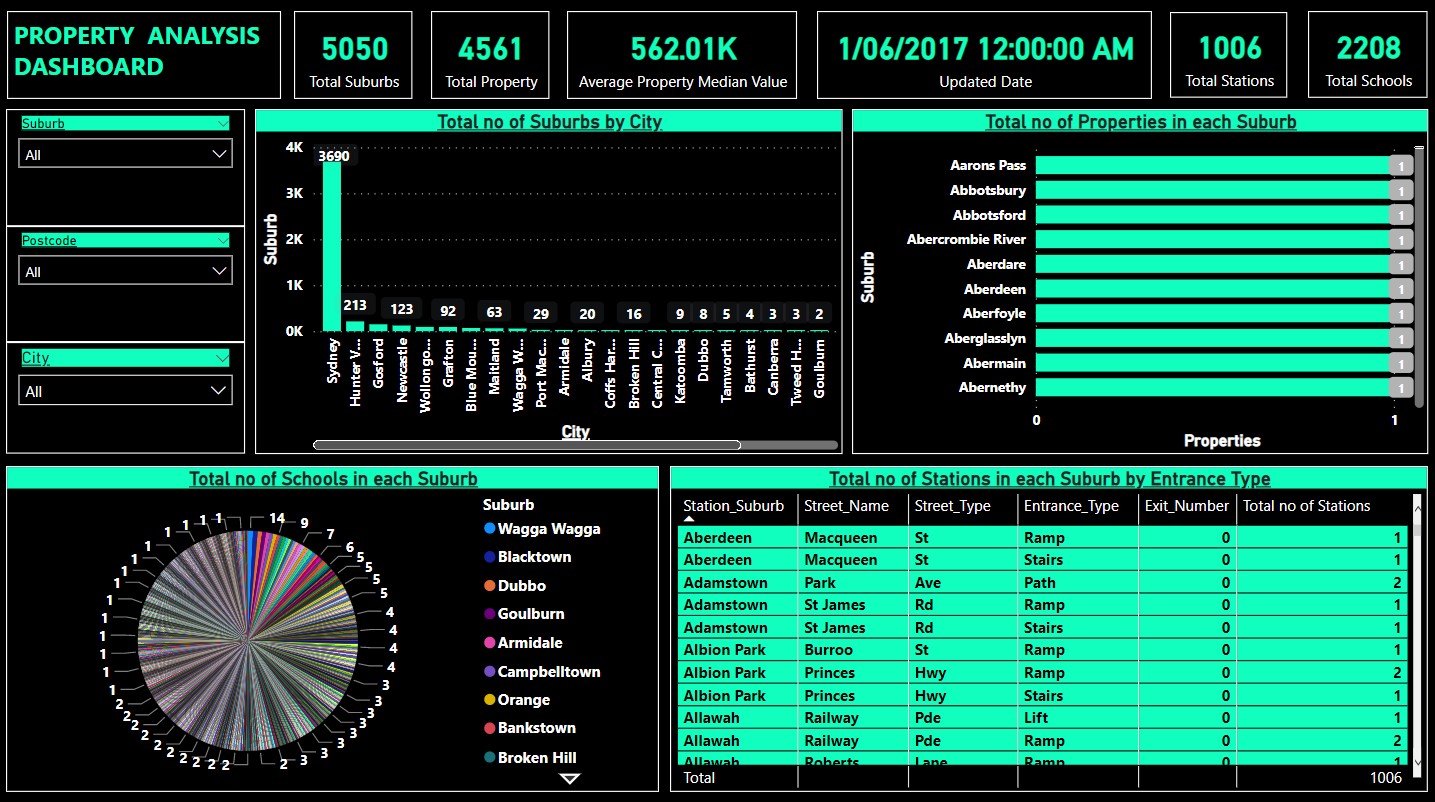 PROPERTY ANALYSIS
DASHBOARD
5050
Total Suburbs
4561
Total Property
562.01K
Average Property Median Value
1/06/2017 12:00:00 AM
Updated Date
1006
Total Stations
2208
Total Schools
Suburb
All
Postcode
All
City
All
Total no of Suburbs by City
Suburb
4K
3K
2K
1K
0K
3690
213
123
92
63
29
20
16
9
8
5
4
3
3
2
Sydney
Hunter V...
Gosford
Newcastle
Wollongo...
Grafton
Blue Mou...
Maitland
Wagga W...
Port Mac...
Armidale
Albury
Coffs Har...
Broken Hill
Central C...
Katoomba
Dubbo
Tamworth
Bathurst
Canberra
Tweed H...
Goulburn
City
Total no of Properties in each Suburb
Suburb
Aarons Pass 1
Abbotsbury 1
Abbotsford 1
Abercrombie River 1
Aberdare 1
Aberdeen 1
Aberfoyle 1
Aberglasslyn 1
Abermain 1
Abernethy 1
0 1
Properties
Total no of Schools in each Suburb
14
9
7
6
5
5
5
4
4
4
4
3
3
3
3
3
3
2
2
2
2
2
2
2
2
2
2
1
1
1
1
1
1
1
1
1
1
1
1
1
Suburb
Wagga Wagga
Blacktown
Dubbo
Goulburn
Armidale
Campbelltown
Orange
Bankstown
Broken Hill
Total no of Stations in each Suburb by Entrance Type
Station_Suburb Street_Name Street_Type Entrance_Type Exit_Number Total no of Stations
Aberdeen Macqueen St Ramp 0 1
Aberdeen Macqueen St Stairs 0 1
Adamstown Park Ave Path 0 2
Adamstown St James Rd Ramp 0 1
Adamstown St James Rd Stairs 0 1
Albion Park Burroo St Ramp 0 1
Albion Park Princes Hwy Ramp 0 2
Albion Park Princes Hwy Stairs 0 1
Allawah Railway Pde Lift 0 1
Allawah Railway Pde Ramp 0 2
Allawah Roberts Lane Ramp 0 1
Total 1006